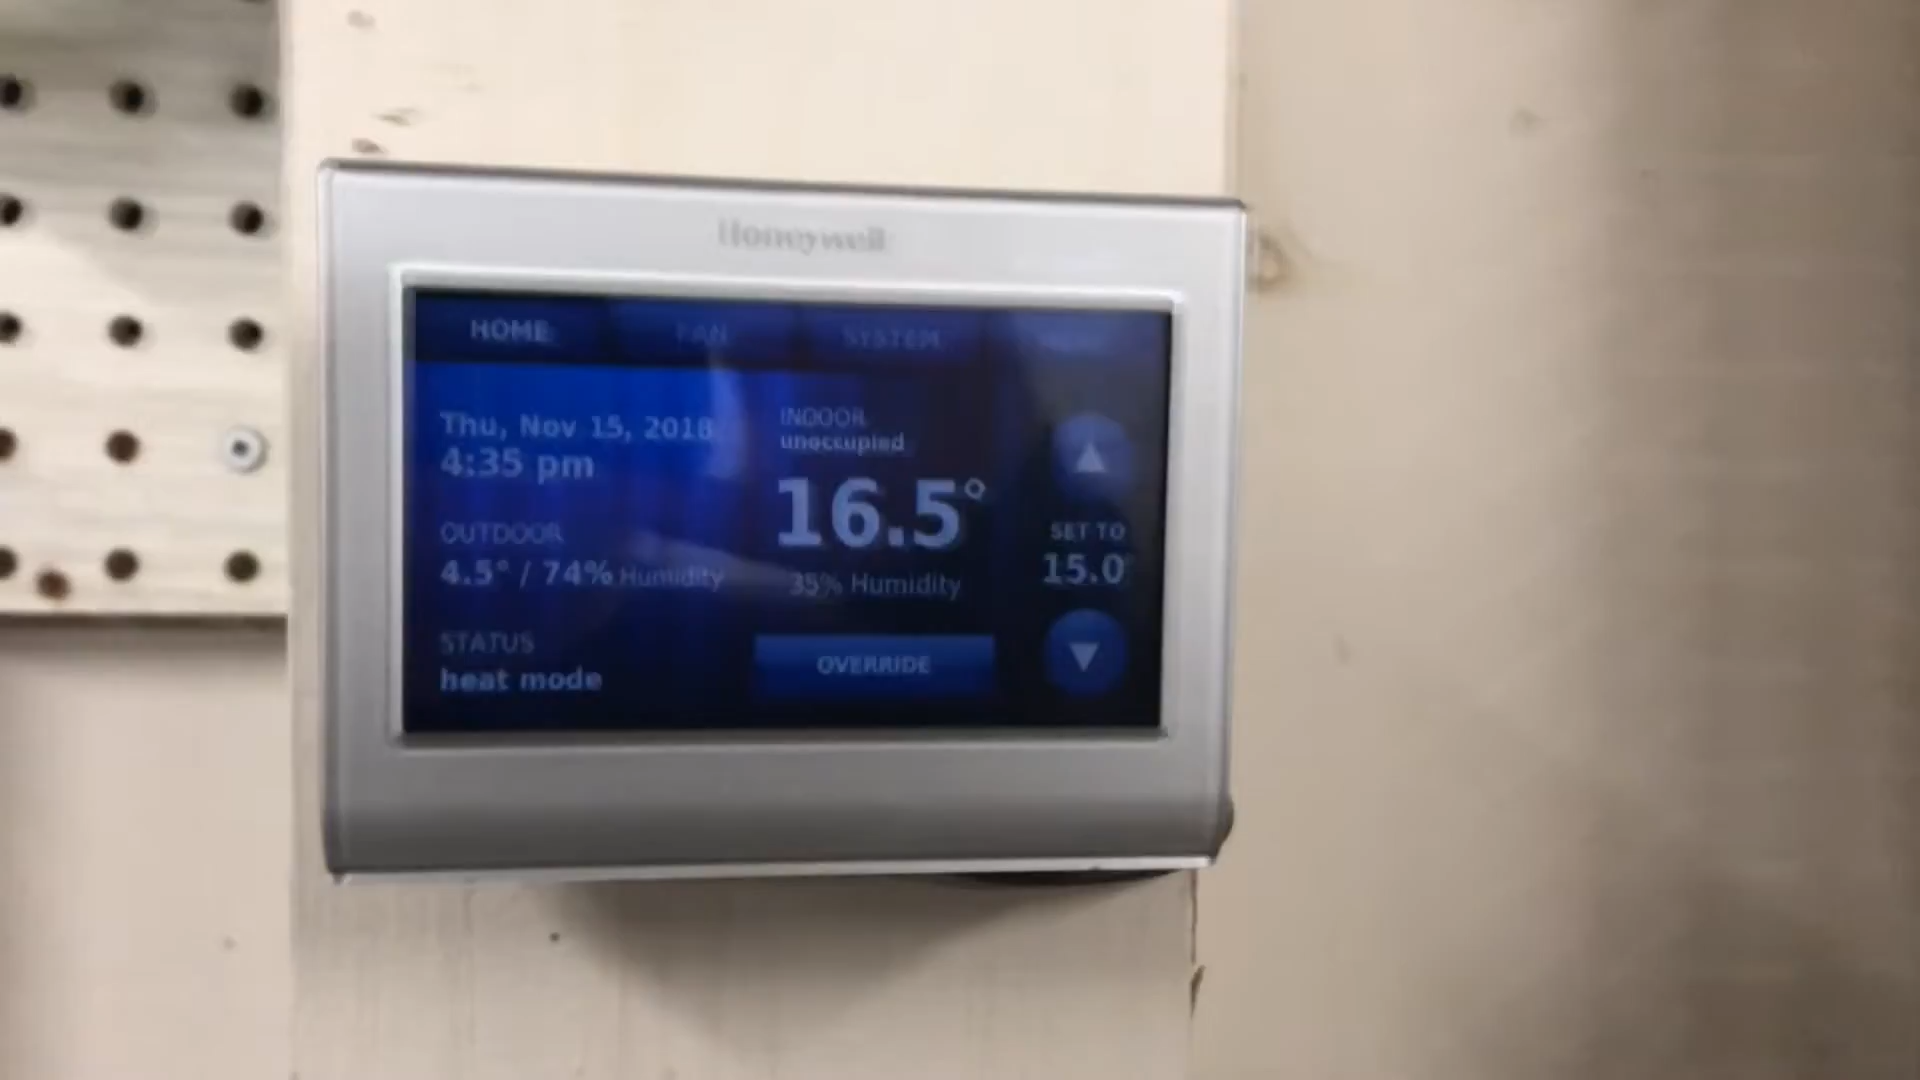 Honeywell
HOME
FAN
SYSTEM
Thu, Nov 15, 2018
4:35 pm
OUTDOOR
4.5° / 74% Humidity
STATUS
heat mode
INDOOR
unoccupied
16.5°
35% Humidity
OVERRIDE
SET TO
15.0°